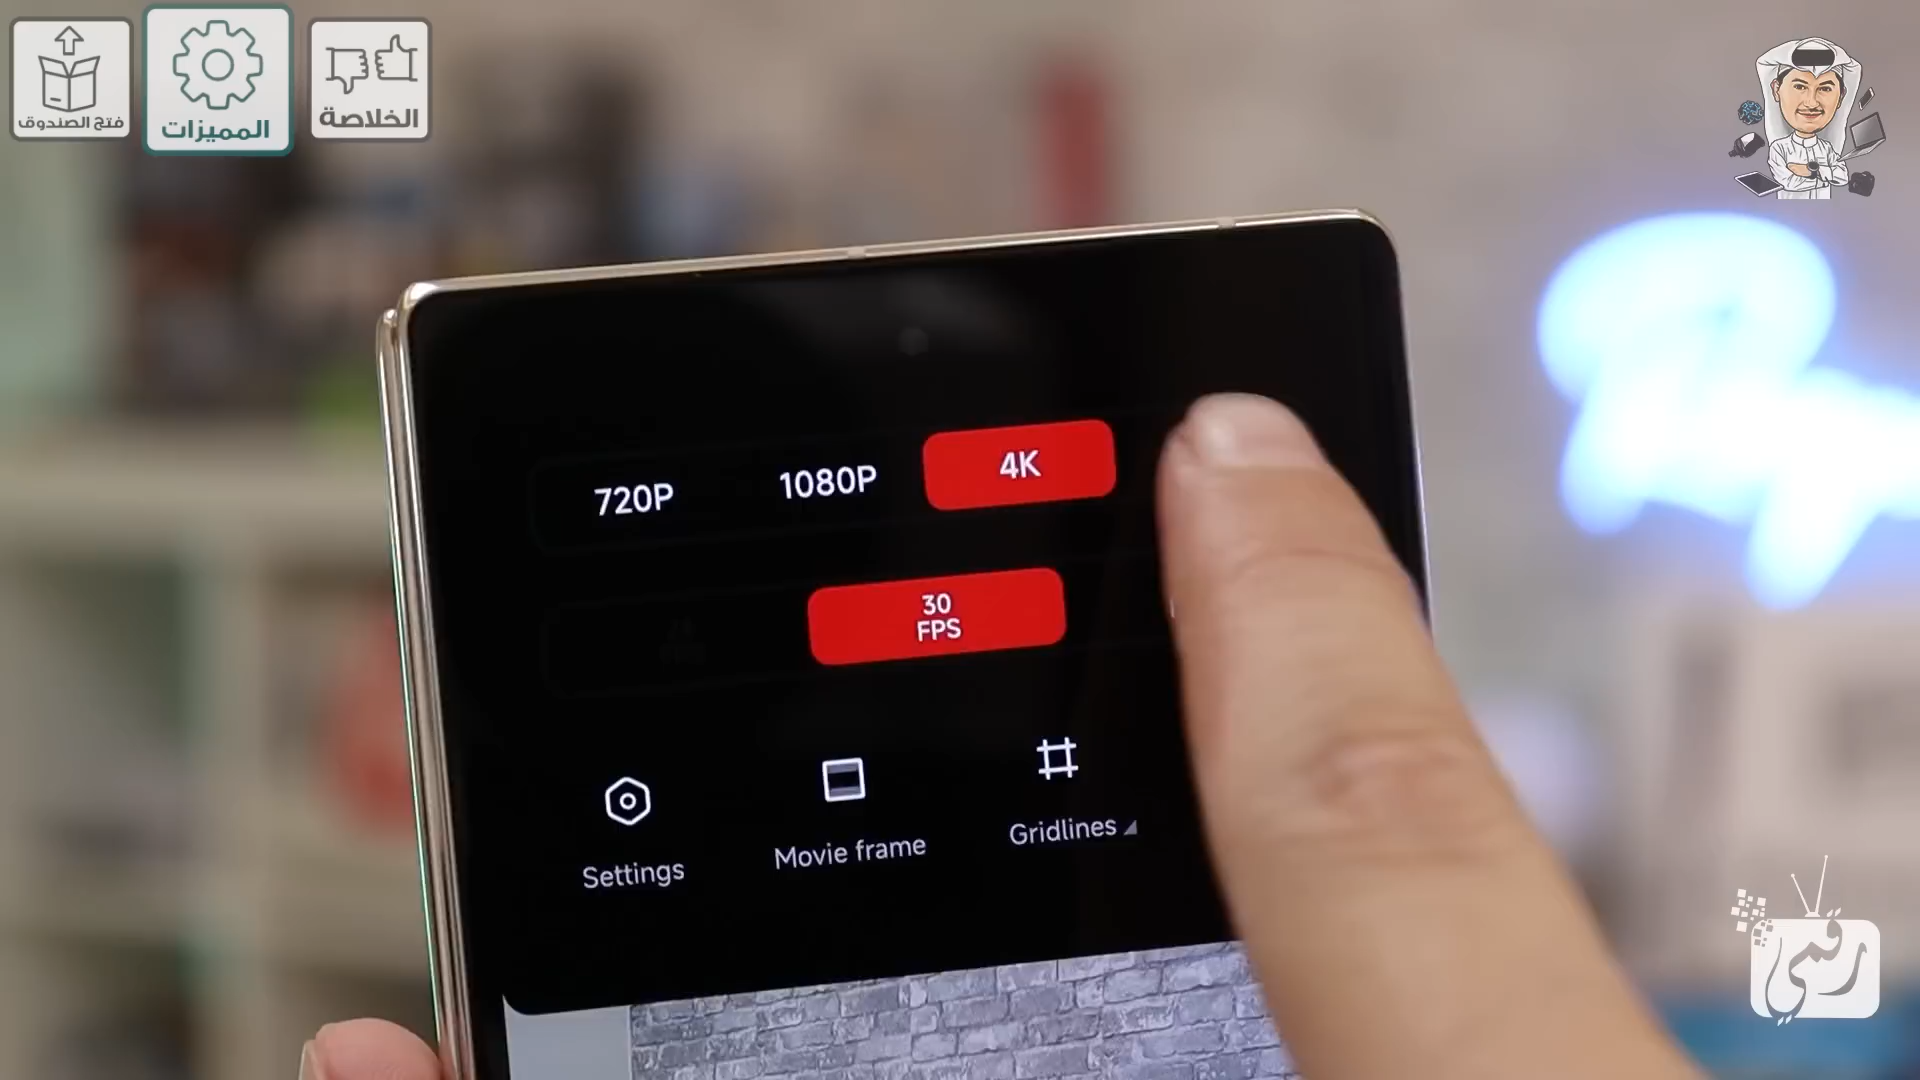 فتح الصندوق
المميزات
الخلاصة
720P
1080P
4K
30
FPS
Settings
Movie frame
Gridlines
رقمي